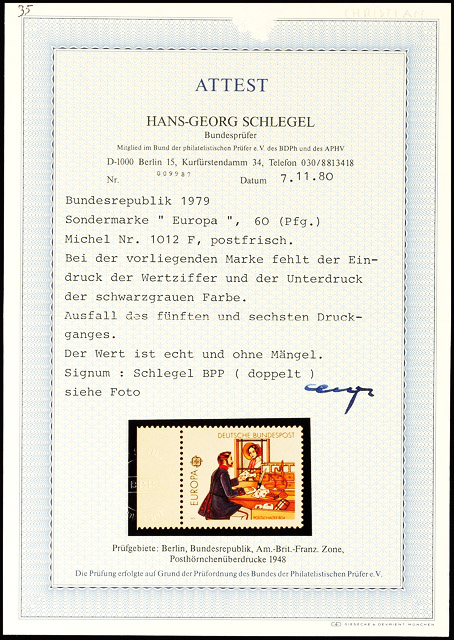 35
ATTEST
HANS-GEORG SCHLEGEL
Bundesprüfer
Mitglied im Bund der philatelistischen Prüfer e.V. des BDPh und des APHV
D-1000 Berlin 15, Kurfürstendamm 34, Telefon 030/8813418
Nr. 009987 Datum 7.11.80
Bundesrepublik 1979
Sondermarke " Europa ", 60 (Pfg.)
Michel Nr. 1012 F, postfrisch.
Bei der vorliegenden Marke fehlt der Ein-
druck der Wertziffer und der Unterdruck
der schwarzgrauen Farbe.
Ausfall des fünften und sechsten Druck-
ganges.
Der Wert ist echt und ohne Mängel.
Signum : Schlegel BPP ( doppelt )
siehe Foto
DEUTSCHE BUNDESPOST
EUROPA
Prüfgebiete: Berlin, Bundesrepublik, Am.-Brit.-Franz. Zone,
Posthörnchenüberdrucke 1948
Die Prüfung erfolgte auf Grund der Prüfordnung des Bundes der Philatelistischen Prüfer e.V.
GIESECKE & DEVRIENT MÜNCHEN